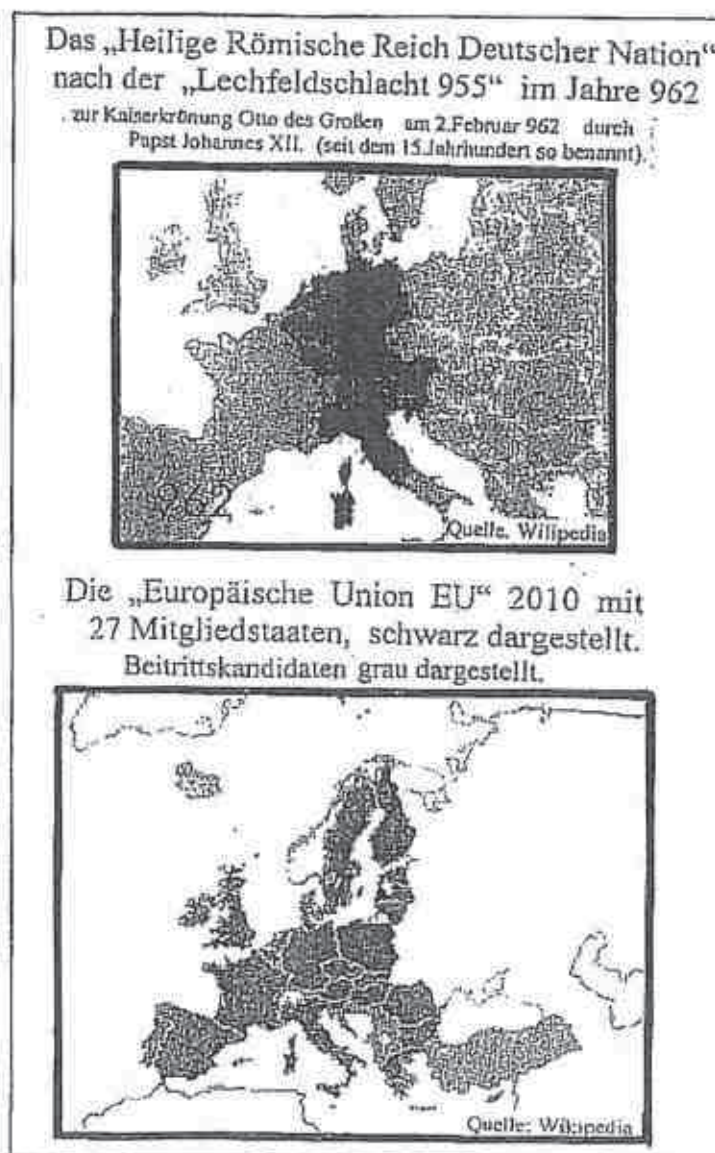 Das „Heilige Römische Reich Deutscher Nation“
nach der „Lechfeldschlacht 955“ im Jahre 962
zur Kaiserkrönung Otto des Großen am 2.Februar 962 durch
Papst Johannes XII. (seit dem 15.Jahrhundert so benannt).
962
Quelle. Wilipedia
Die „Europäische Union EU“ 2010 mit
27 Mitgliedstaaten, schwarz dargestellt.
Beitrittskandidaten grau dargestellt.
Quelle: Wikipedia